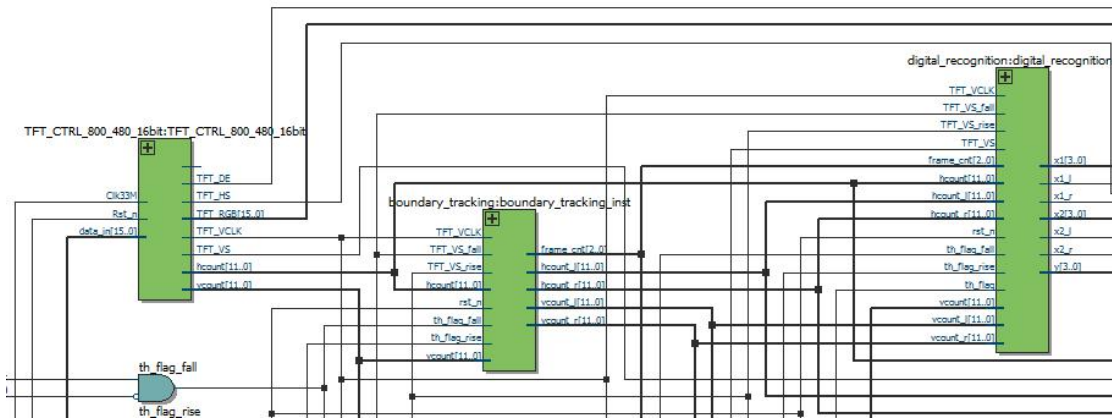 digital_recognition:digital_recognition
TFT_VCLK
TFT_VS_fall
TFT_VS_rise
TFT_VS
frame_cnt[2..0]
hcount[11..0]
hcount_l[11..0]
hcount_r[11..0]
rst_n
th_flag_fall
th_flag_rise
th_flag
vcount[11..0]
vcount_l[11..0]
vcount_r[11..0]
x1[3..0]
x1_l
x1_r
x2[3..0]
x2_l
x2_r
y[3..0]
TFT_CTRL_800_480_16bit:TFT_CTRL_800_480_16bit
Clk33M
Rst_n
data_in[15..0]
TFT_DE
TFT_HS
TFT_RGB[15..0]
TFT_VCLK
TFT_VS
hcount[11..0]
vcount[11..0]
boundary_tracking:boundary_tracking_inst
TFT_VCLK
TFT_VS_fall
TFT_VS_rise
hcount[11..0]
rst_n
th_flag_fall
th_flag_rise
vcount[11..0]
frame_cnt[2..0]
hcount_l[11..0]
hcount_r[11..0]
vcount_l[11..0]
vcount_r[11..0]
th_flag_fall
th_flag_rise